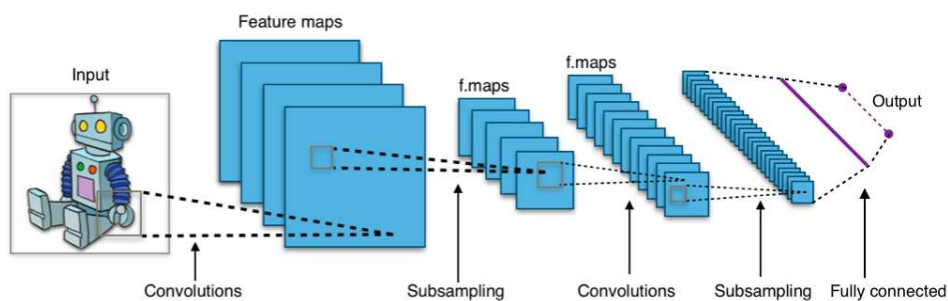 Feature maps
Input
f.maps
f.maps
Output
Convolutions
Subsampling
Convolutions
Subsampling
Fully connected